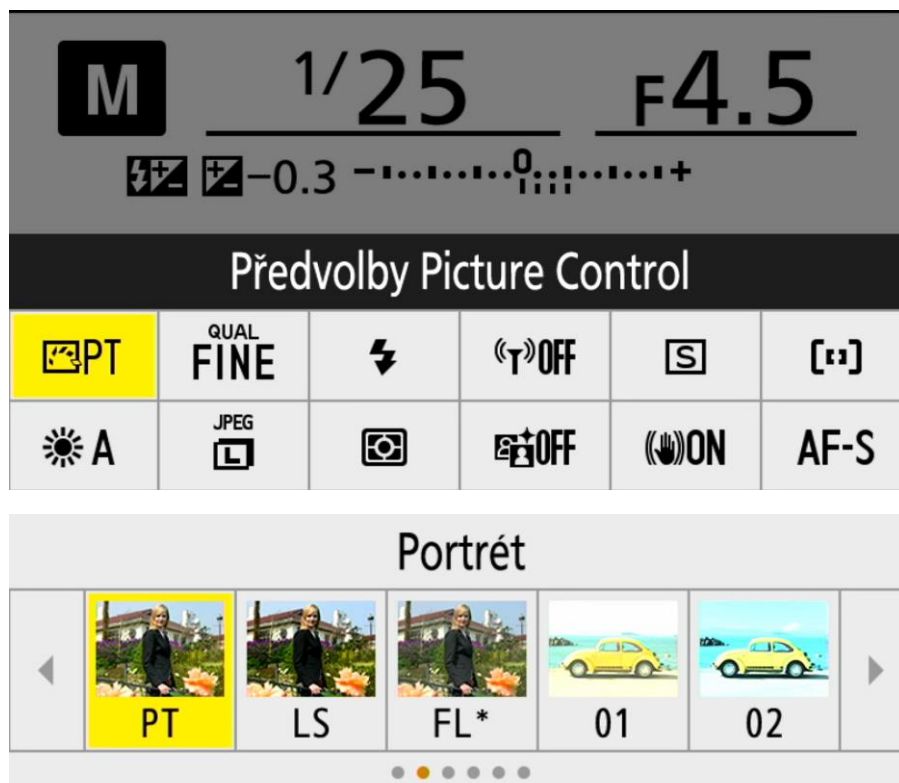 M 1/25 F4.5
−0.3 − 0 +
Předvolby Picture Control
PT QUAL FINE T OFF S
A JPEG L OFF ON AF-S
Portrét
PT LS FL* 01 02